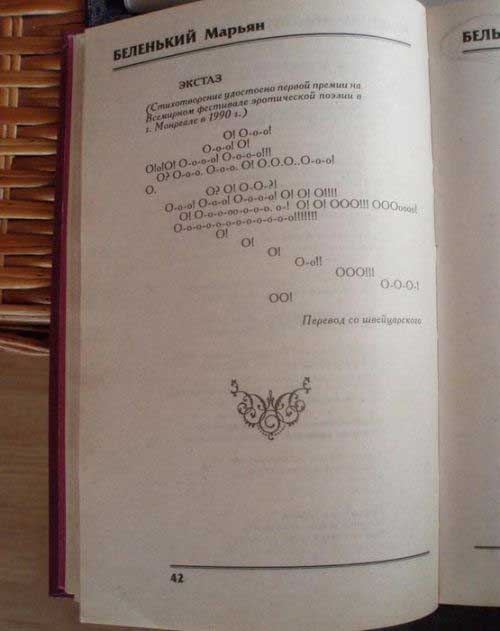 БЕЛЕНЬКИЙ Марьян
ЭКСТАЗ
(Стихотворение удостоено первой премии на
Всемирном фестивале эротической поэзии в
г. Монреале в 1990 г.)
О! О-о-о!
О-о-о! О!
О!о!О! О-о-о-о! О-о-о-о!!!
О? О-о-о. О-о-о. О! О.О.О..О-о-о!
О.
О? О! О-О-?!
О-о-о! О-о-о! О-о-о-о! О! О! О!!!!
О! О-о-о-оо-о-о-о. о-! О! О! ООО!!! ОООоооо!
О-о-о-о-о-о-о-о-о-о-о-о!!!!!!!
О!
О!
О!
О-о!!
ООО!!!
О-О-О-!
ОО!
Перевод со швейцарского
42
БЕЛЬ